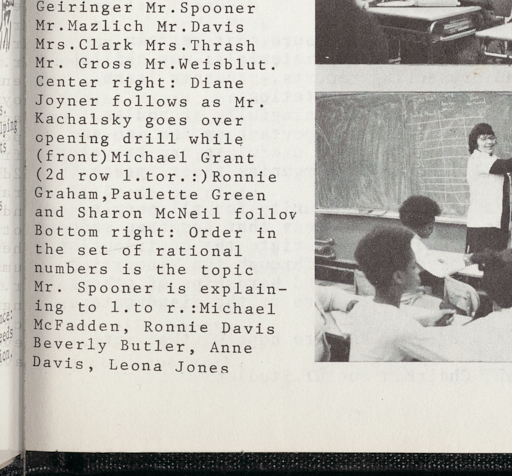 Geiringer Mr.Spooner
Mr.Mazlich Mr.Davis
Mrs.Clark Mrs.Thrash
Mr. Gross Mr.Weisblut.
Center right: Diane
Joyner follows as Mr.
Kachalsky goes over
opening drill while
(front)Michael Grant
(2d row l.tor.:)Ronnie
Graham,Paulette Green
and Sharon McNeil follow
Bottom right: Order in
the set of rational
numbers is the topic
Mr. Spooner is explain-
ing to l.to r.:Michael
McFadden, Ronnie Davis
Beverly Butler, Anne
Davis, Leona Jones